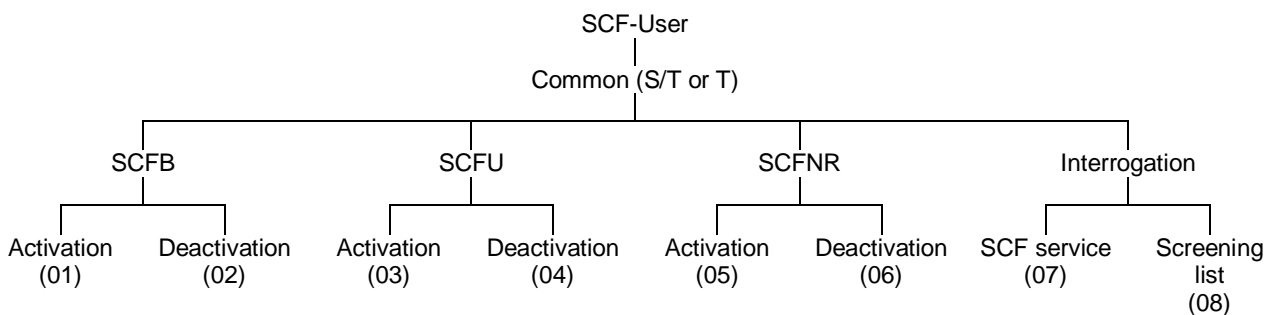 SCF-User
Common (S/T or T)
SCFB
SCFU
SCFNR
Interrogation
Activation
(01)
Deactivation
(02)
Activation
(03)
Deactivation
(04)
Activation
(05)
Deactivation
(06)
SCF service
(07)
Screening
list
(08)